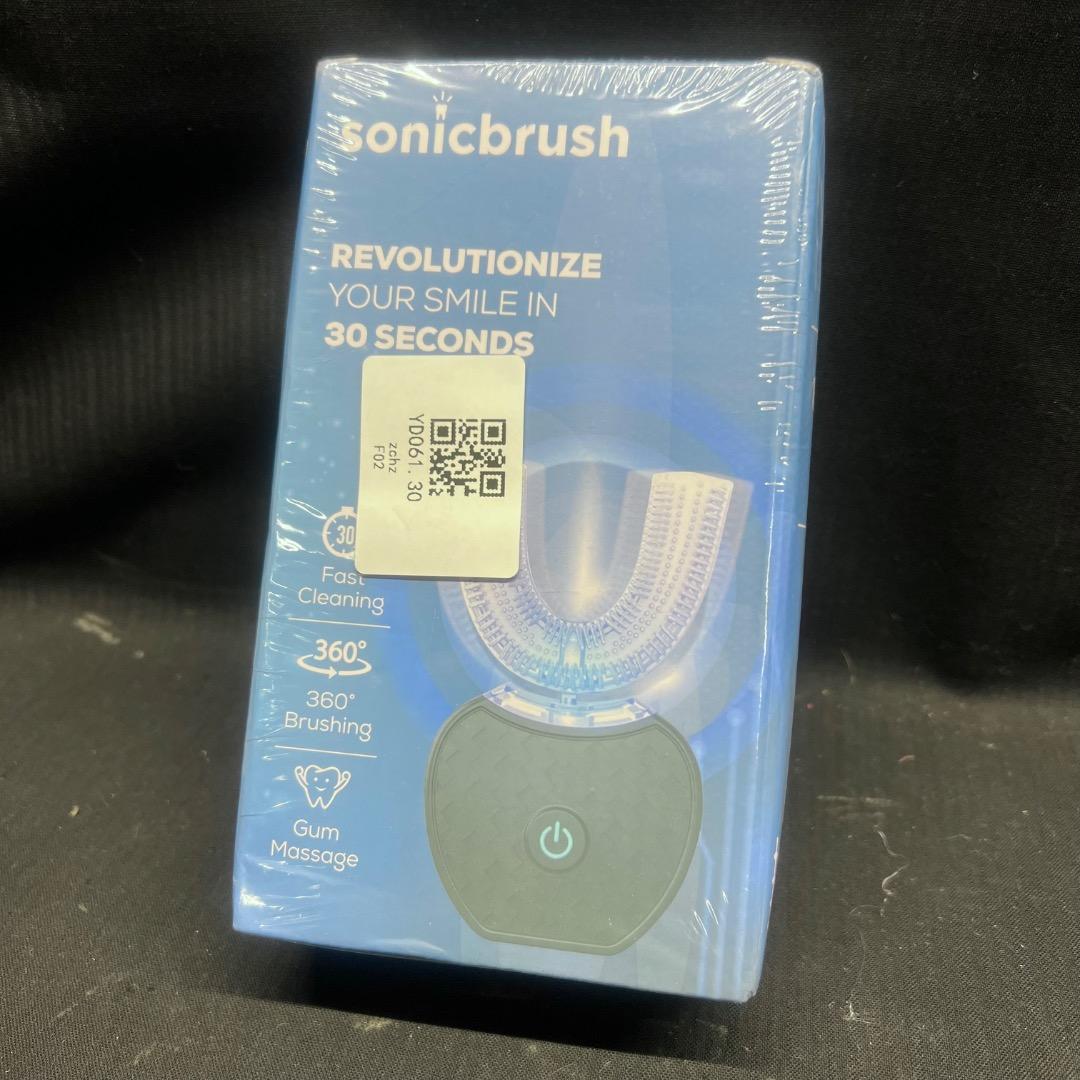 sonicbrush
REVOLUTIONIZE
YOUR SMILE IN
30 SECONDS
YD061.30
zchz
F02
30
Fast
Cleaning
360°
360°
Brushing
Gum
Massage